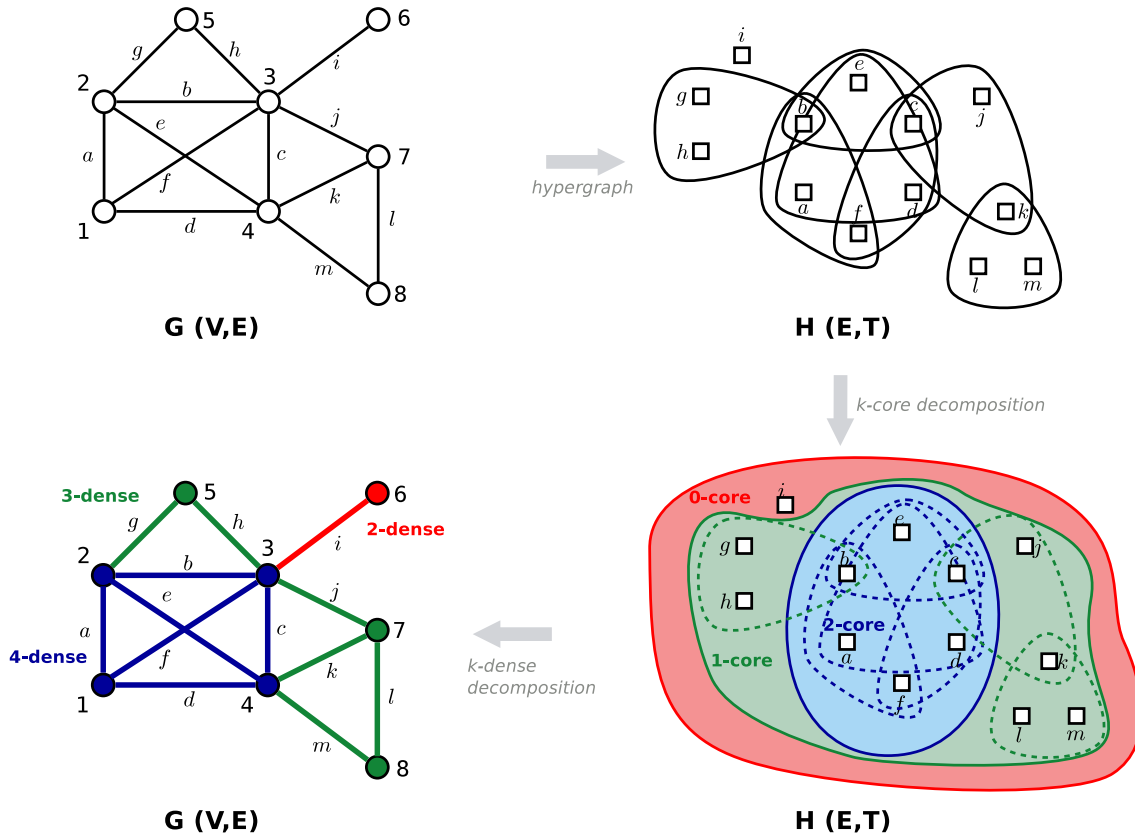 5
6
g
h
i
3
2
b
e
j
7
a
c
f
k
l
1
d
4
m
8
G (V,E)
hypergraph
i
e
g
b
c
j
h
a
d
f
k
l
m
H (E,T)
k-core decomposition
3-dense
5
6
2-dense
g
h
i
3
2
b
e
j
7
a
c
4-dense
f
k
l
1
d
4
m
8
G (V,E)
k-dense
decomposition
0-core
i
e
g
j
b
c
h
2-core
1-core
a
d
k
f
l
m
H (E,T)